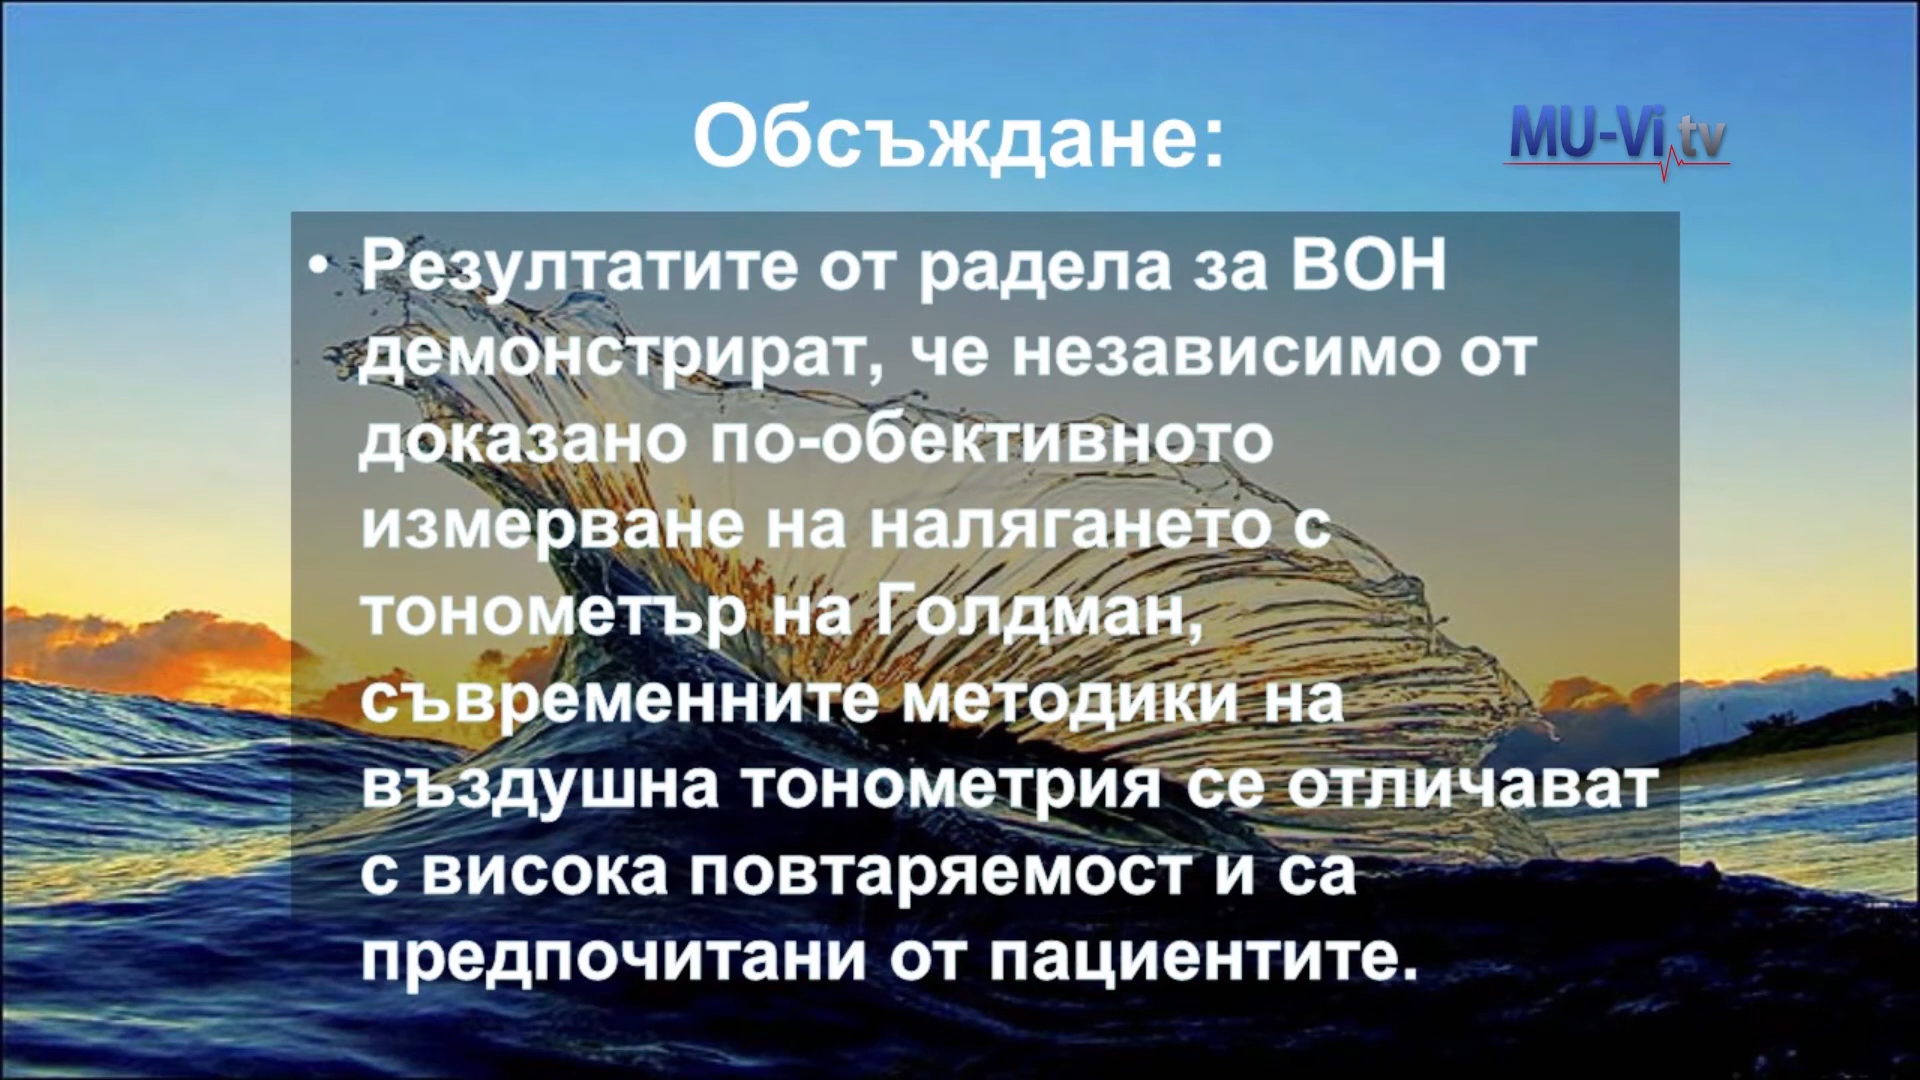 Обсъждане:
MU-Vi.tv
• Резултатите от радела за ВОН
демонстрират, че независимо от
доказано по-обективното
измерване на налягането с
тонометър на Голдман,
съвременните методики на
въздушна тонометрия се отличават
с висока повтаряемост и са
предпочитани от пациентите.